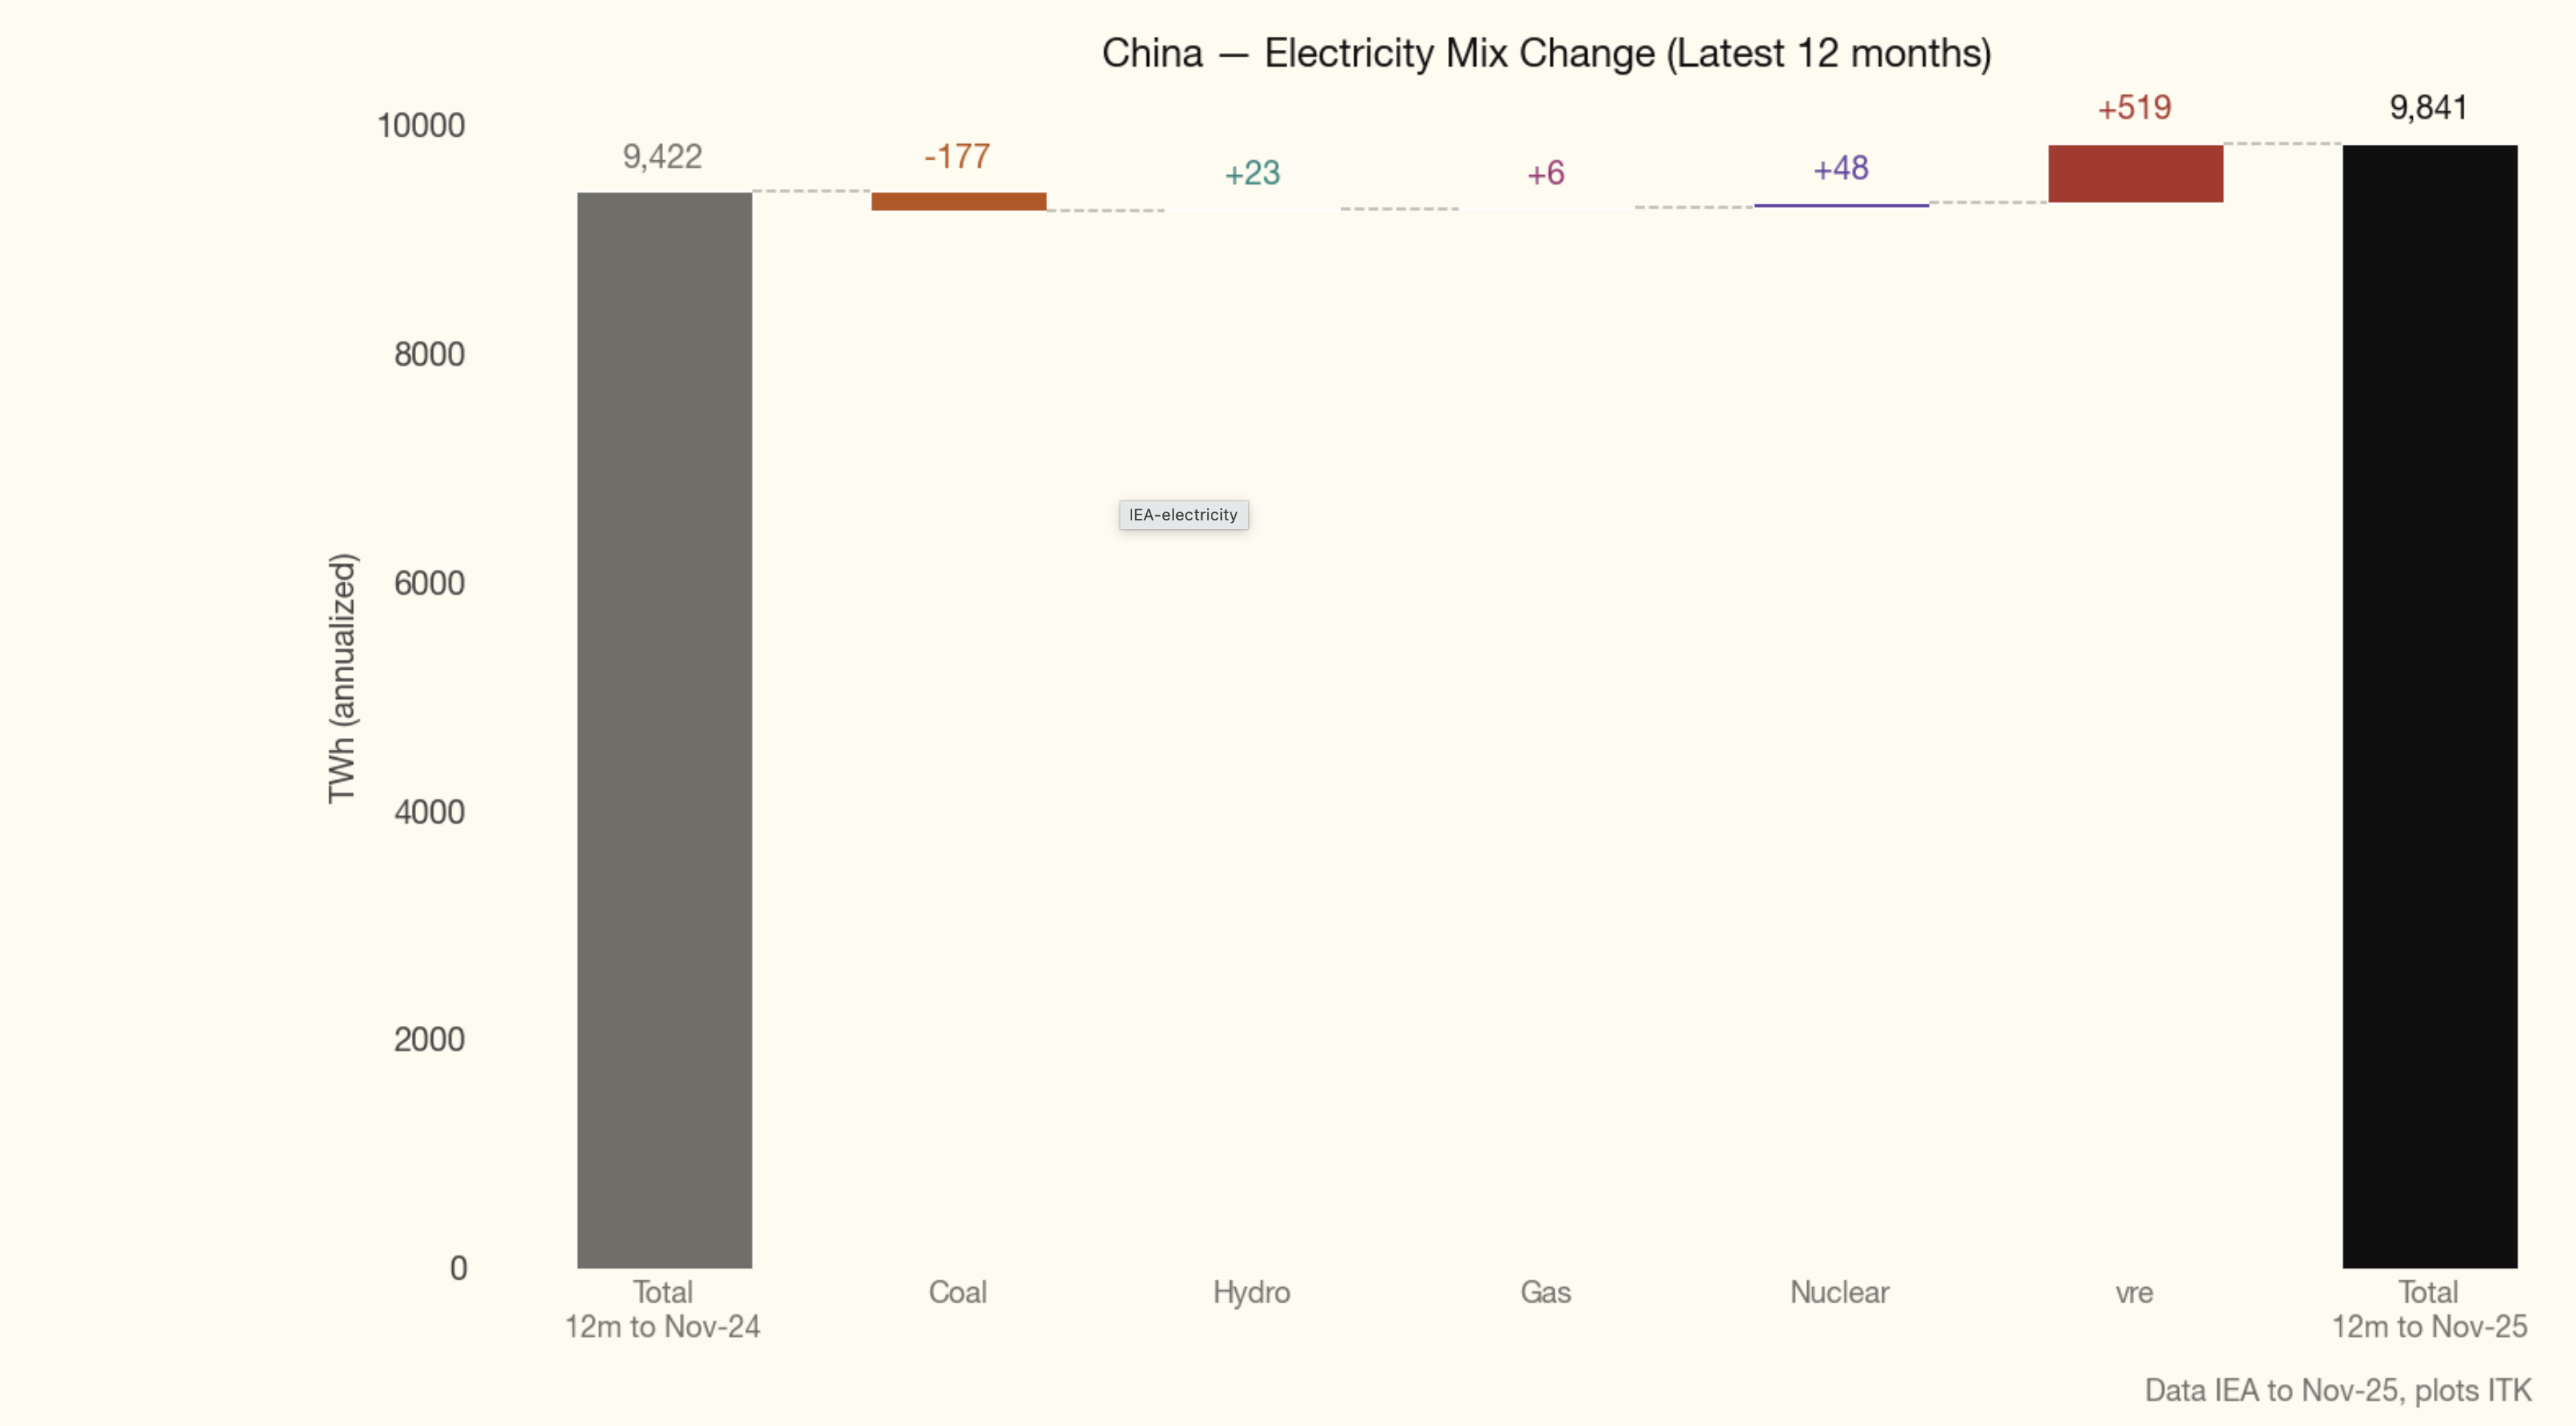 China — Electricity Mix Change (Latest 12 months)
10000
8000
6000
4000
2000
0
TWh (annualized)
9,422
-177
+23
+6
+48
+519
9,841
IEA-electricity
Total
12m to Nov-24
Coal
Hydro
Gas
Nuclear
vre
Total
12m to Nov-25
Data IEA to Nov-25, plots ITK